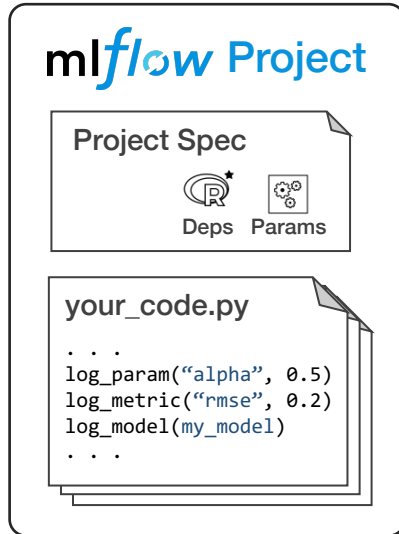 mlflow Project
Project Spec
R
Deps Params
your_code.py
. . .
log_param(“alpha”, 0.5)
log_metric(“rmse”, 0.2)
log_model(my_model)
. . .